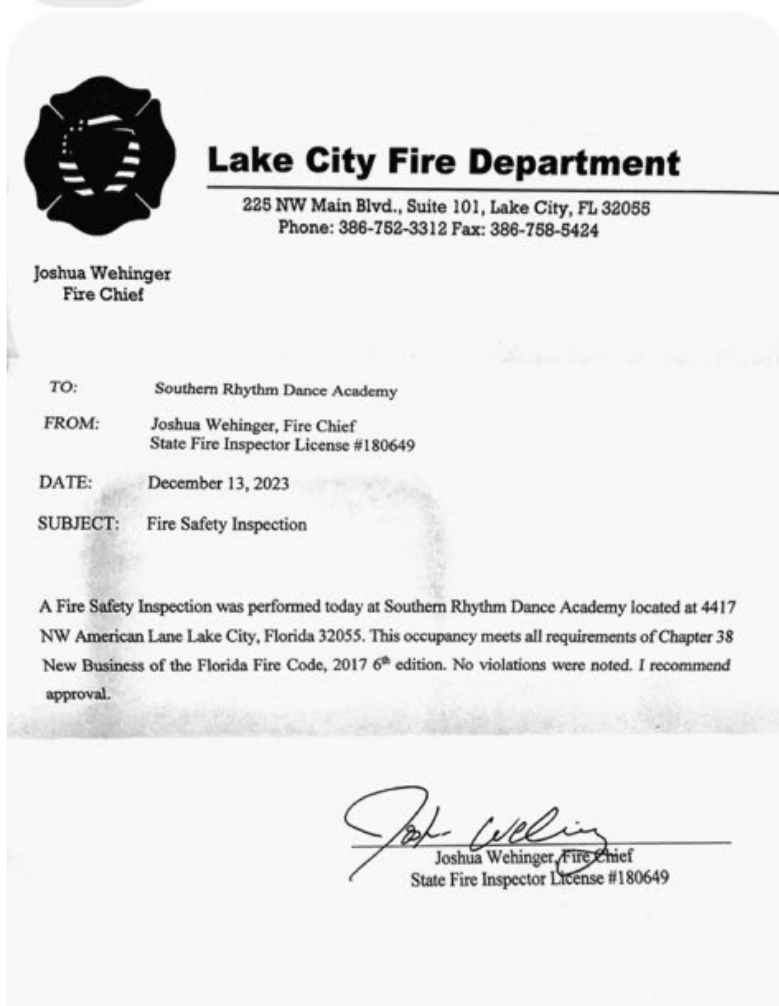 Lake City Fire Department
225 NW Main Blvd., Suite 101, Lake City, FL 32055
Phone: 386-752-3312 Fax: 386-758-5424
Joshua Wehinger
Fire Chief
TO: Southern Rhythm Dance Academy
FROM: Joshua Wehinger, Fire Chief
State Fire Inspector License #180649
DATE: December 13, 2023
SUBJECT: Fire Safety Inspection
A Fire Safety Inspection was performed today at Southern Rhythm Dance Academy located at 4417
NW American Lane Lake City, Florida 32055. This occupancy meets all requirements of Chapter 38
New Business of the Florida Fire Code, 2017 6th edition. No violations were noted. I recommend
approval.
Joshua Wehinger, Fire Chief
State Fire Inspector License #180649